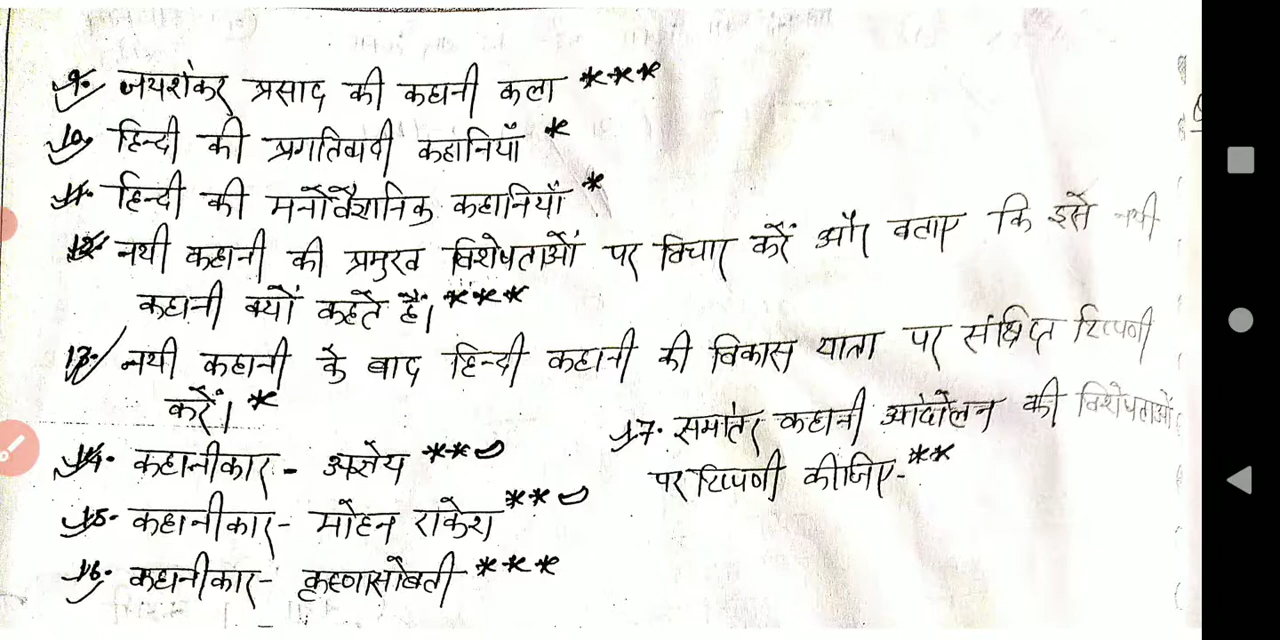 9. जयशंकर प्रसाद की कहानी कला ***
10. हिन्दी की प्रगतिवादी कहानियाँ *
11. हिन्दी की मनोवैज्ञानिक कहानियाँ *
12. नयी कहानी की प्रमुख विशेषताओं पर विचार करें और बताए कि इसे नयी
कहानी क्यों कहते हैं। ***
13. नयी कहानी के बाद हिन्दी कहानी की विकास यात्रा पर संक्षिप्त टिप्पणी
करें। *
14. कहानीकार - अज्ञेय **
15. कहानीकार - मोहन राकेश **
16. कहानीकार - कृष्णासोबती ***
17. समांतर कहानी आंदोलन की विशेषताओं
पर टिप्पणी कीजिए- **